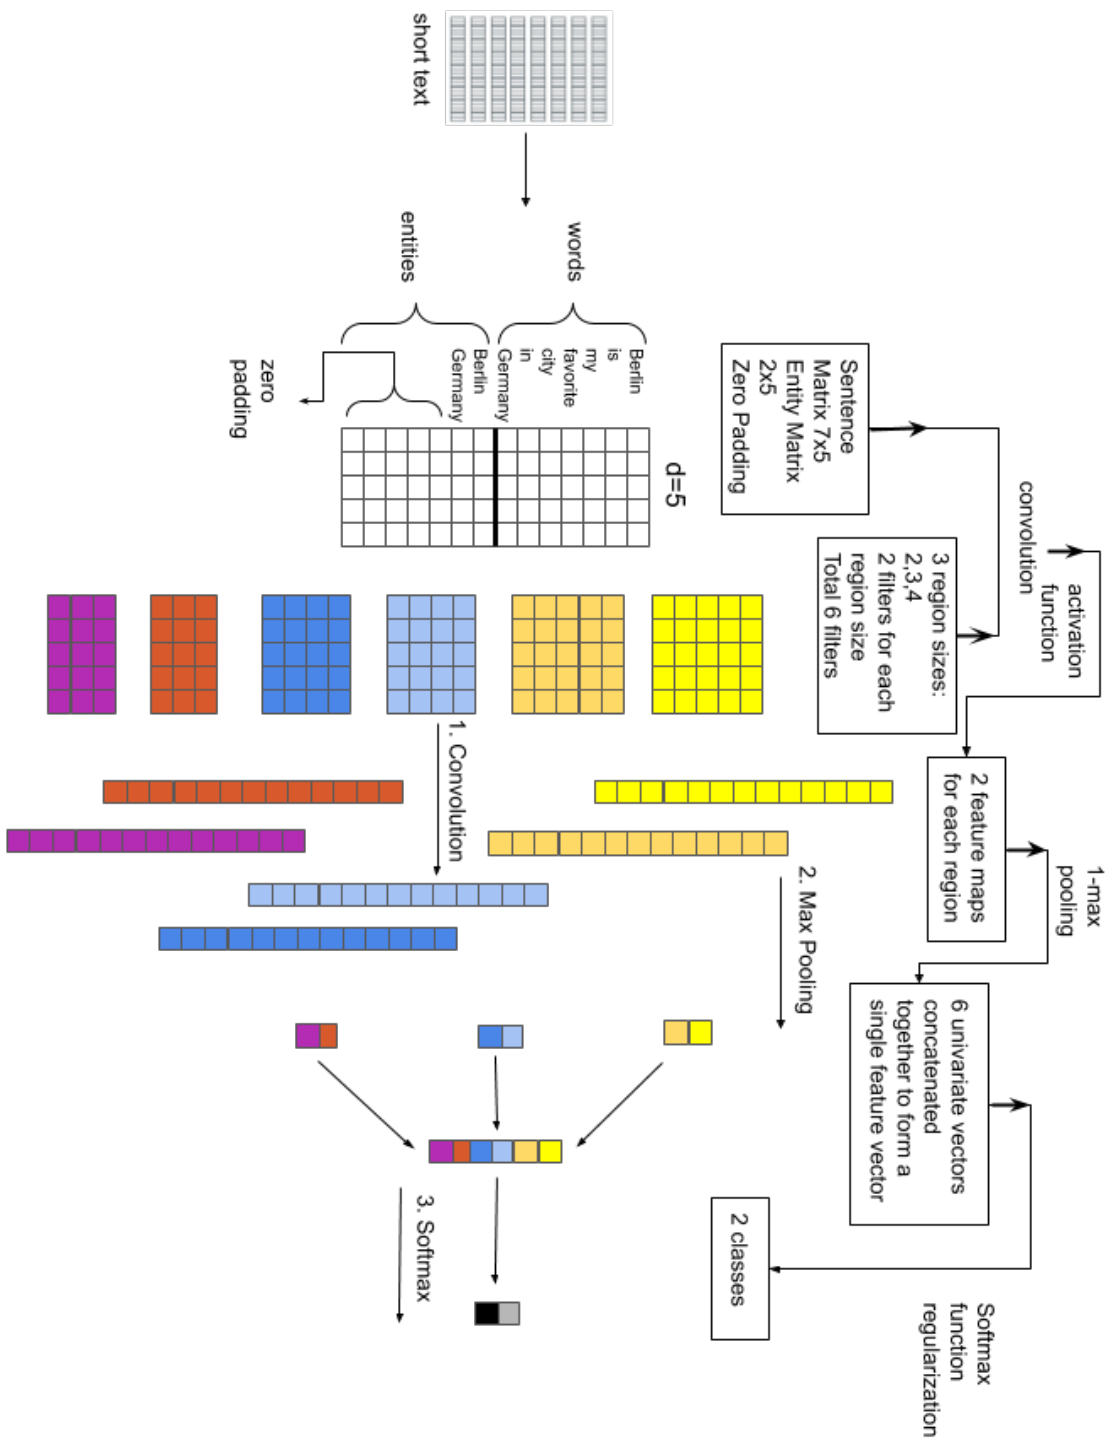 Sentence
Matrix 7x5
Entity Matrix
2x5
Zero Padding
convolution
3 region sizes:
2,3,4
2 filters for each
region size
Total 6 filters
activation
function
2 feature maps
for each region
1-max
pooling
6 univariate vectors
concatenated
together to form a
single feature vector
Softmax
function
regularization
2 classes
short text
words
Berlin
is
my
favorite
city
in
Germany
entities
Berlin
Germany
zero
padding
d=5
1. Convolution
2. Max Pooling
3. Softmax